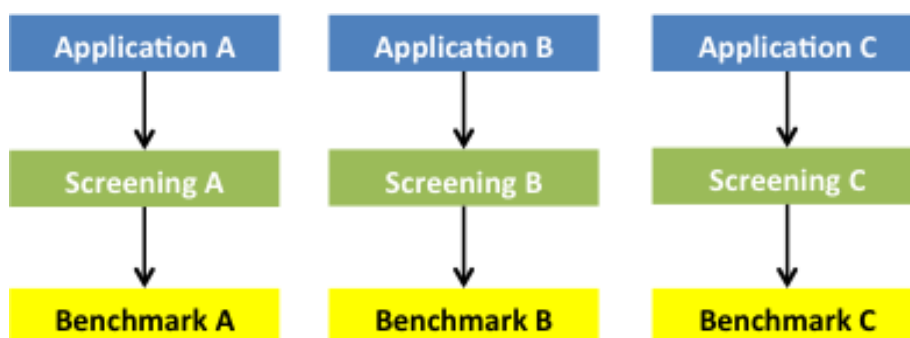 Application A
Application B
Application C
Screening A
Screening B
Screening C
Benchmark A
Benchmark B
Benchmark C